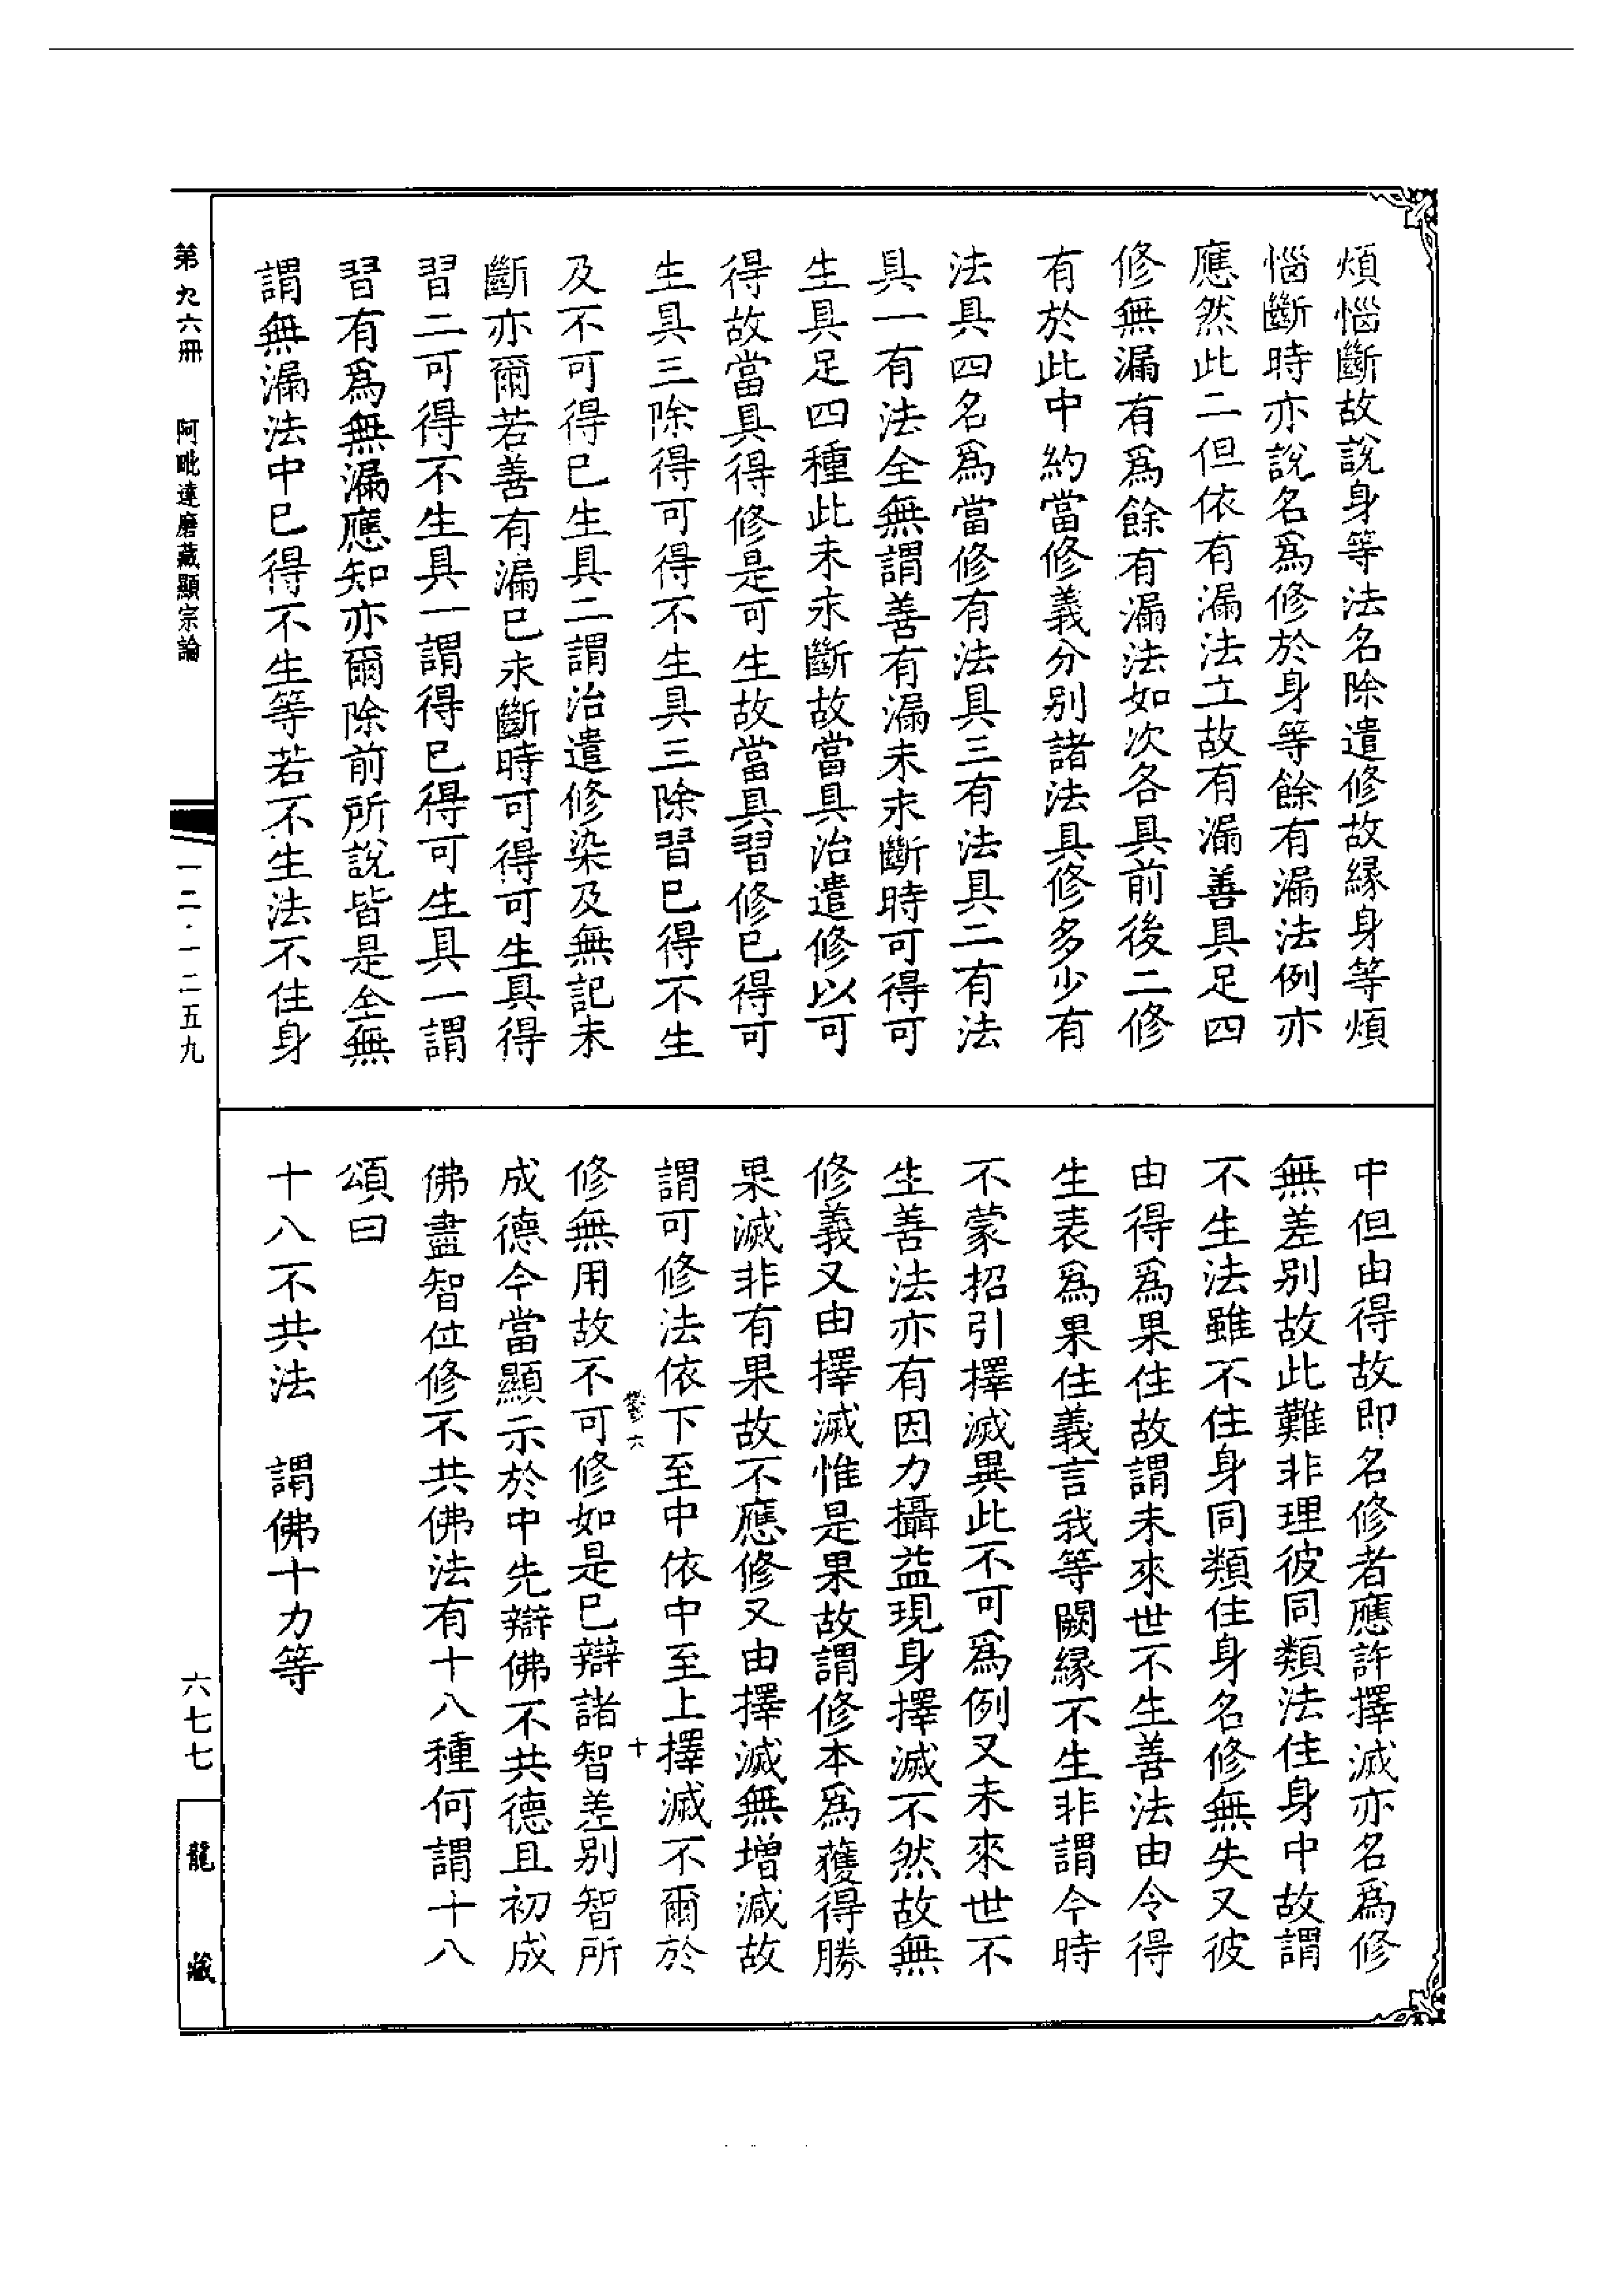 煩惱斷故說身等法名除遣修故緣身等煩
惱斷時亦說名爲修於身等餘有漏法例亦
應然此二但依有漏法立故有漏善具足四
修無漏有爲餘有漏法如次各具前後二修
有於此中約當修義分別諸法具修多少有
法具四名爲當修有法具三有法具二有法
具一有法全無謂善有漏未永斷時可得可
生具足四種此未永斷故當具治遣修以可
得故當具得修是可生故當具習修已得可
生具三除得可得不生具三除習已得不生
及不可得已生具二謂治遣修染及無記未
斷亦爾若善有漏已永斷時可得可生具得
習二可得不生具一謂得已得可生具一謂
習有爲無漏應知亦爾除前所說皆是全無
謂無漏法中已得不生等若不生法不住身
中但由得故即名修者應許擇滅亦名爲修
無差別故此難非理彼同類法住身中故謂
不生法雖不住身同類住身名修無失又彼
由得爲果住故謂未來世不生善法由令得
生表爲果住義言我等闕緣不生非謂今時
不蒙招引擇滅異此不可爲例又未來世不
生善法亦有因力攝益現身擇滅不然故無
修義又由擇滅惟是果故謂修本爲獲得勝
果滅非有果故不應修又由擇滅無增減故
謂可修法依下至中依中至上擇滅不爾於
修無用故不可修如是已辯諸智差別智所
成德今當顯示於中先辯佛不共德且初成
佛盡智位修不共佛法有十八種何謂十八
頌曰
十八不共法　謂佛十力等
六
十
第九六冊　阿毗達磨藏顯宗論
一二·一二五九
六七七
龍藏